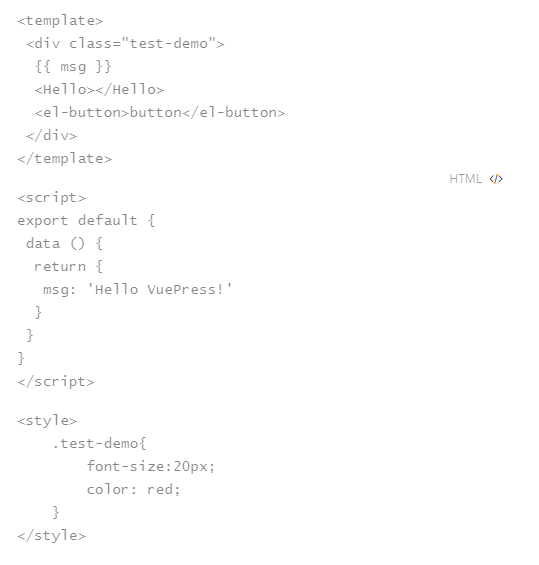 <template>
 <div class="test-demo">
  {{ msg }}
  <Hello></Hello>
  <el-button>button</el-button>
 </div>
</template>
HTML </>
<script>
export default {
 data () {
  return {
   msg: 'Hello VuePress!'
  }
 }
}
</script>
<style>
    .test-demo{
        font-size:20px;
        color: red;
    }
</style>